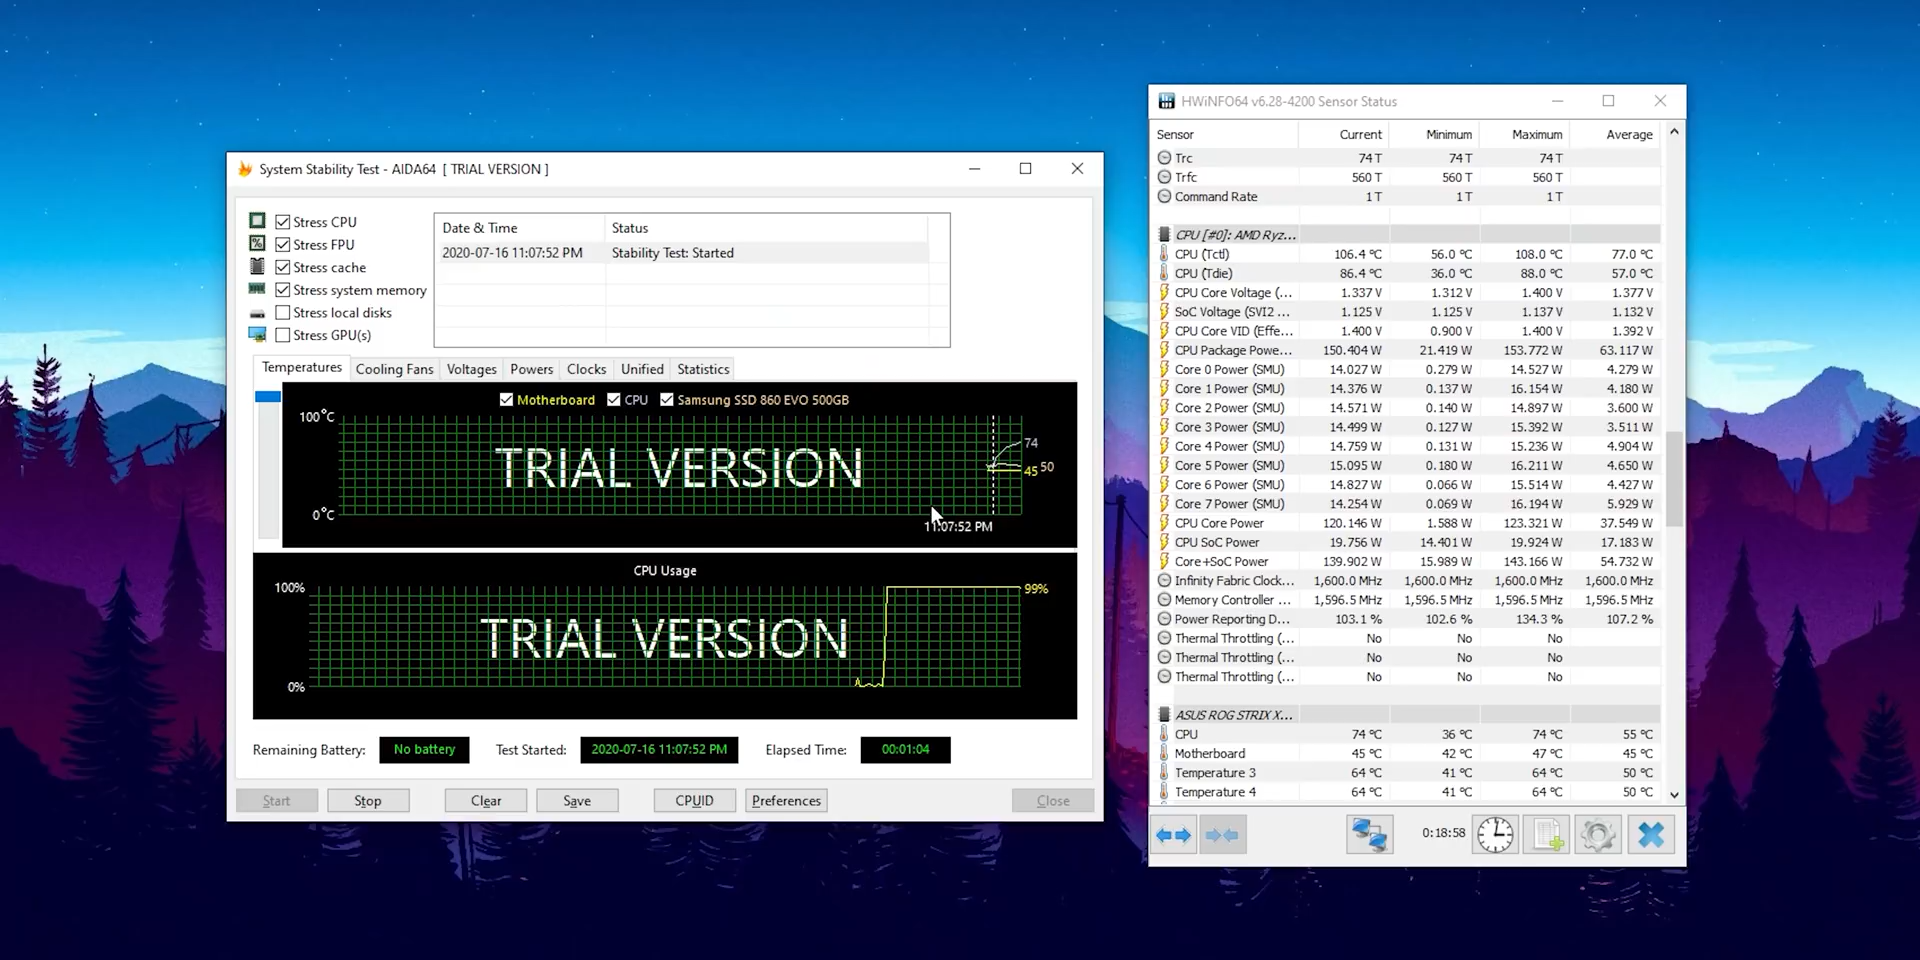 System Stability Test - AIDA64 [ TRIAL VERSION ]
Stress CPU
Stress FPU
Stress cache
Stress system memory
Stress local disks
Stress GPU(s)
Date & Time Status
2020-07-16 11:07:52 PM Stability Test: Started
Temperatures Cooling Fans Voltages Powers Clocks Unified Statistics
Motherboard CPU Samsung SSD 860 EVO 500GB
100°C
TRIAL VERSION
74
45 50
0°C
11:07:52 PM
CPU Usage
100% 99%
TRIAL VERSION
0%
Remaining Battery: No battery Test Started: 2020-07-16 11:07:52 PM Elapsed Time: 00:01:04
Start Stop Clear Save CPUID Preferences Close
HWiNFO64 v6.28-4200 Sensor Status
Sensor Current Minimum Maximum Average
Trc 74 T 74 T 74 T
Trfc 560 T 560 T 560 T
Command Rate 1 T 1 T 1 T
CPU [#0]: AMD Ryz...
CPU (Tctl) 106.4 °C 56.0 °C 108.0 °C 77.0 °C
CPU (Tdie) 86.4 °C 36.0 °C 88.0 °C 57.0 °C
CPU Core Voltage (... 1.337 V 1.312 V 1.400 V 1.377 V
SoC Voltage (SVI2 ... 1.125 V 1.125 V 1.137 V 1.132 V
CPU Core VID (Effe... 1.400 V 0.900 V 1.400 V 1.392 V
CPU Package Powe... 150.404 W 21.419 W 153.772 W 63.117 W
Core 0 Power (SMU) 14.027 W 0.279 W 14.527 W 4.279 W
Core 1 Power (SMU) 14.376 W 0.137 W 16.154 W 4.180 W
Core 2 Power (SMU) 14.571 W 0.140 W 14.897 W 3.600 W
Core 3 Power (SMU) 14.499 W 0.127 W 15.392 W 3.511 W
Core 4 Power (SMU) 14.759 W 0.131 W 15.236 W 4.904 W
Core 5 Power (SMU) 15.095 W 0.180 W 16.211 W 4.650 W
Core 6 Power (SMU) 14.827 W 0.066 W 15.514 W 4.427 W
Core 7 Power (SMU) 14.254 W 0.069 W 16.194 W 5.929 W
CPU Core Power 120.146 W 1.588 W 123.321 W 37.549 W
CPU SoC Power 19.756 W 14.401 W 19.924 W 17.183 W
Core+SoC Power 139.902 W 15.989 W 143.166 W 54.732 W
Infinity Fabric Clock... 1,600.0 MHz 1,600.0 MHz 1,600.0 MHz 1,600.0 MHz
Memory Controller ... 1,596.5 MHz 1,596.5 MHz 1,596.5 MHz 1,596.5 MHz
Power Reporting D... 103.1 % 102.6 % 134.3 % 107.2 %
Thermal Throttling (... No No No
Thermal Throttling (... No No No
Thermal Throttling (... No No No
ASUS ROG STRIX X...
CPU 74 °C 36 °C 74 °C 55 °C
Motherboard 45 °C 42 °C 47 °C 45 °C
Temperature 3 64 °C 41 °C 64 °C 50 °C
Temperature 4 64 °C 41 °C 64 °C 50 °C
0:18:58